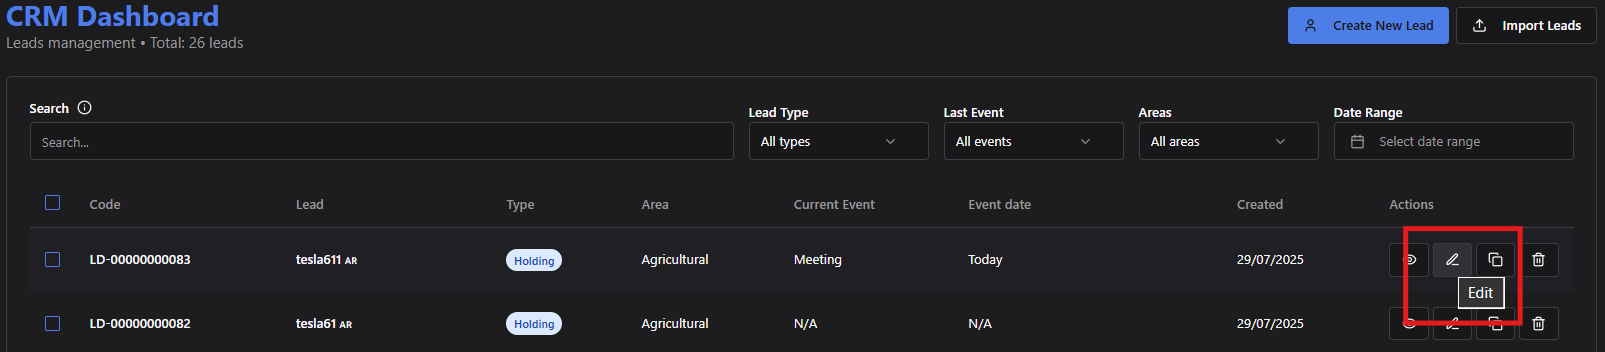 CRM Dashboard
Leads management • Total: 26 leads
Create New Lead
Import Leads
Search
Lead Type
Last Event
Areas
Date Range
Search...
All types
All events
All areas
Select date range
Code Lead Type Area Current Event Event date Created Actions
LD-00000000083 tesla611 AR Holding Agricultural Meeting Today 29/07/2025
Edit
LD-00000000082 tesla61 AR Holding Agricultural N/A N/A 29/07/2025